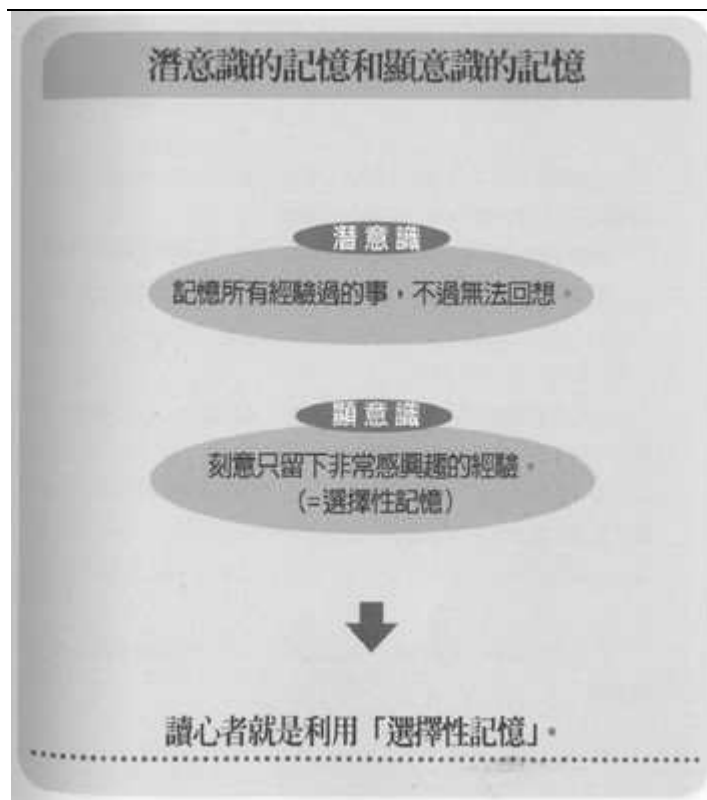 潛意識的記憶和顯意識的記憶
潛意識
記憶所有經驗過的事，不過無法回想。
顯意識
刻意只留下非常感興趣的經驗。
(=選擇性記憶)
讀心者就是利用「選擇性記憶」。